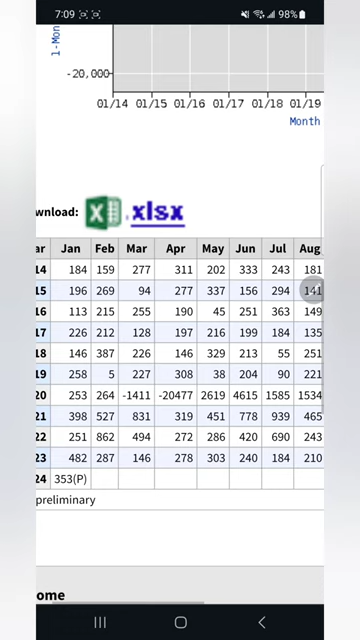 7:09 98%
1-Mon
-20,000
01/14 01/15 01/16 01/17 01/18 01/19
Month
wnload: .xlsx
ar Jan Feb Mar Apr May Jun Jul Aug
14 184 159 277 311 202 333 243 181
15 196 269 94 277 337 156 294 141
16 113 215 255 190 45 251 363 149
17 226 212 128 197 216 199 184 135
18 146 387 226 146 329 213 55 251
19 258 5 227 308 38 204 90 221
20 253 264 -1411 -20477 2619 4615 1585 1534
21 398 527 831 319 451 778 939 465
22 251 862 494 272 286 420 690 243
23 482 287 146 278 303 240 184 210
24 353(P)
preliminary
ome